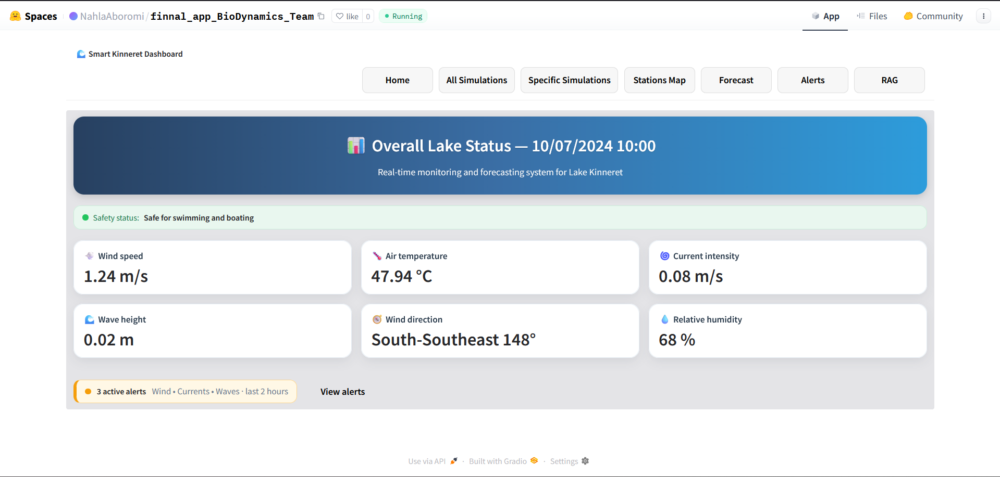 Spaces
NahlaAboromi/finnal_app_BioDynamics_Team
like 0
Running
App
Files
Community
Smart Kinneret Dashboard
Home
All Simulations
Specific Simulations
Stations Map
Forecast
Alerts
RAG
Overall Lake Status — 10/07/2024 10:00
Real-time monitoring and forecasting system for Lake Kinneret
Safety status: Safe for swimming and boating
Wind speed
1.24 m/s
Air temperature
47.94 °C
Current intensity
0.08 m/s
Wave height
0.02 m
Wind direction
South-Southeast 148°
Relative humidity
68 %
3 active alerts Wind • Currents • Waves · last 2 hours
View alerts
Use via API · Built with Gradio · Settings